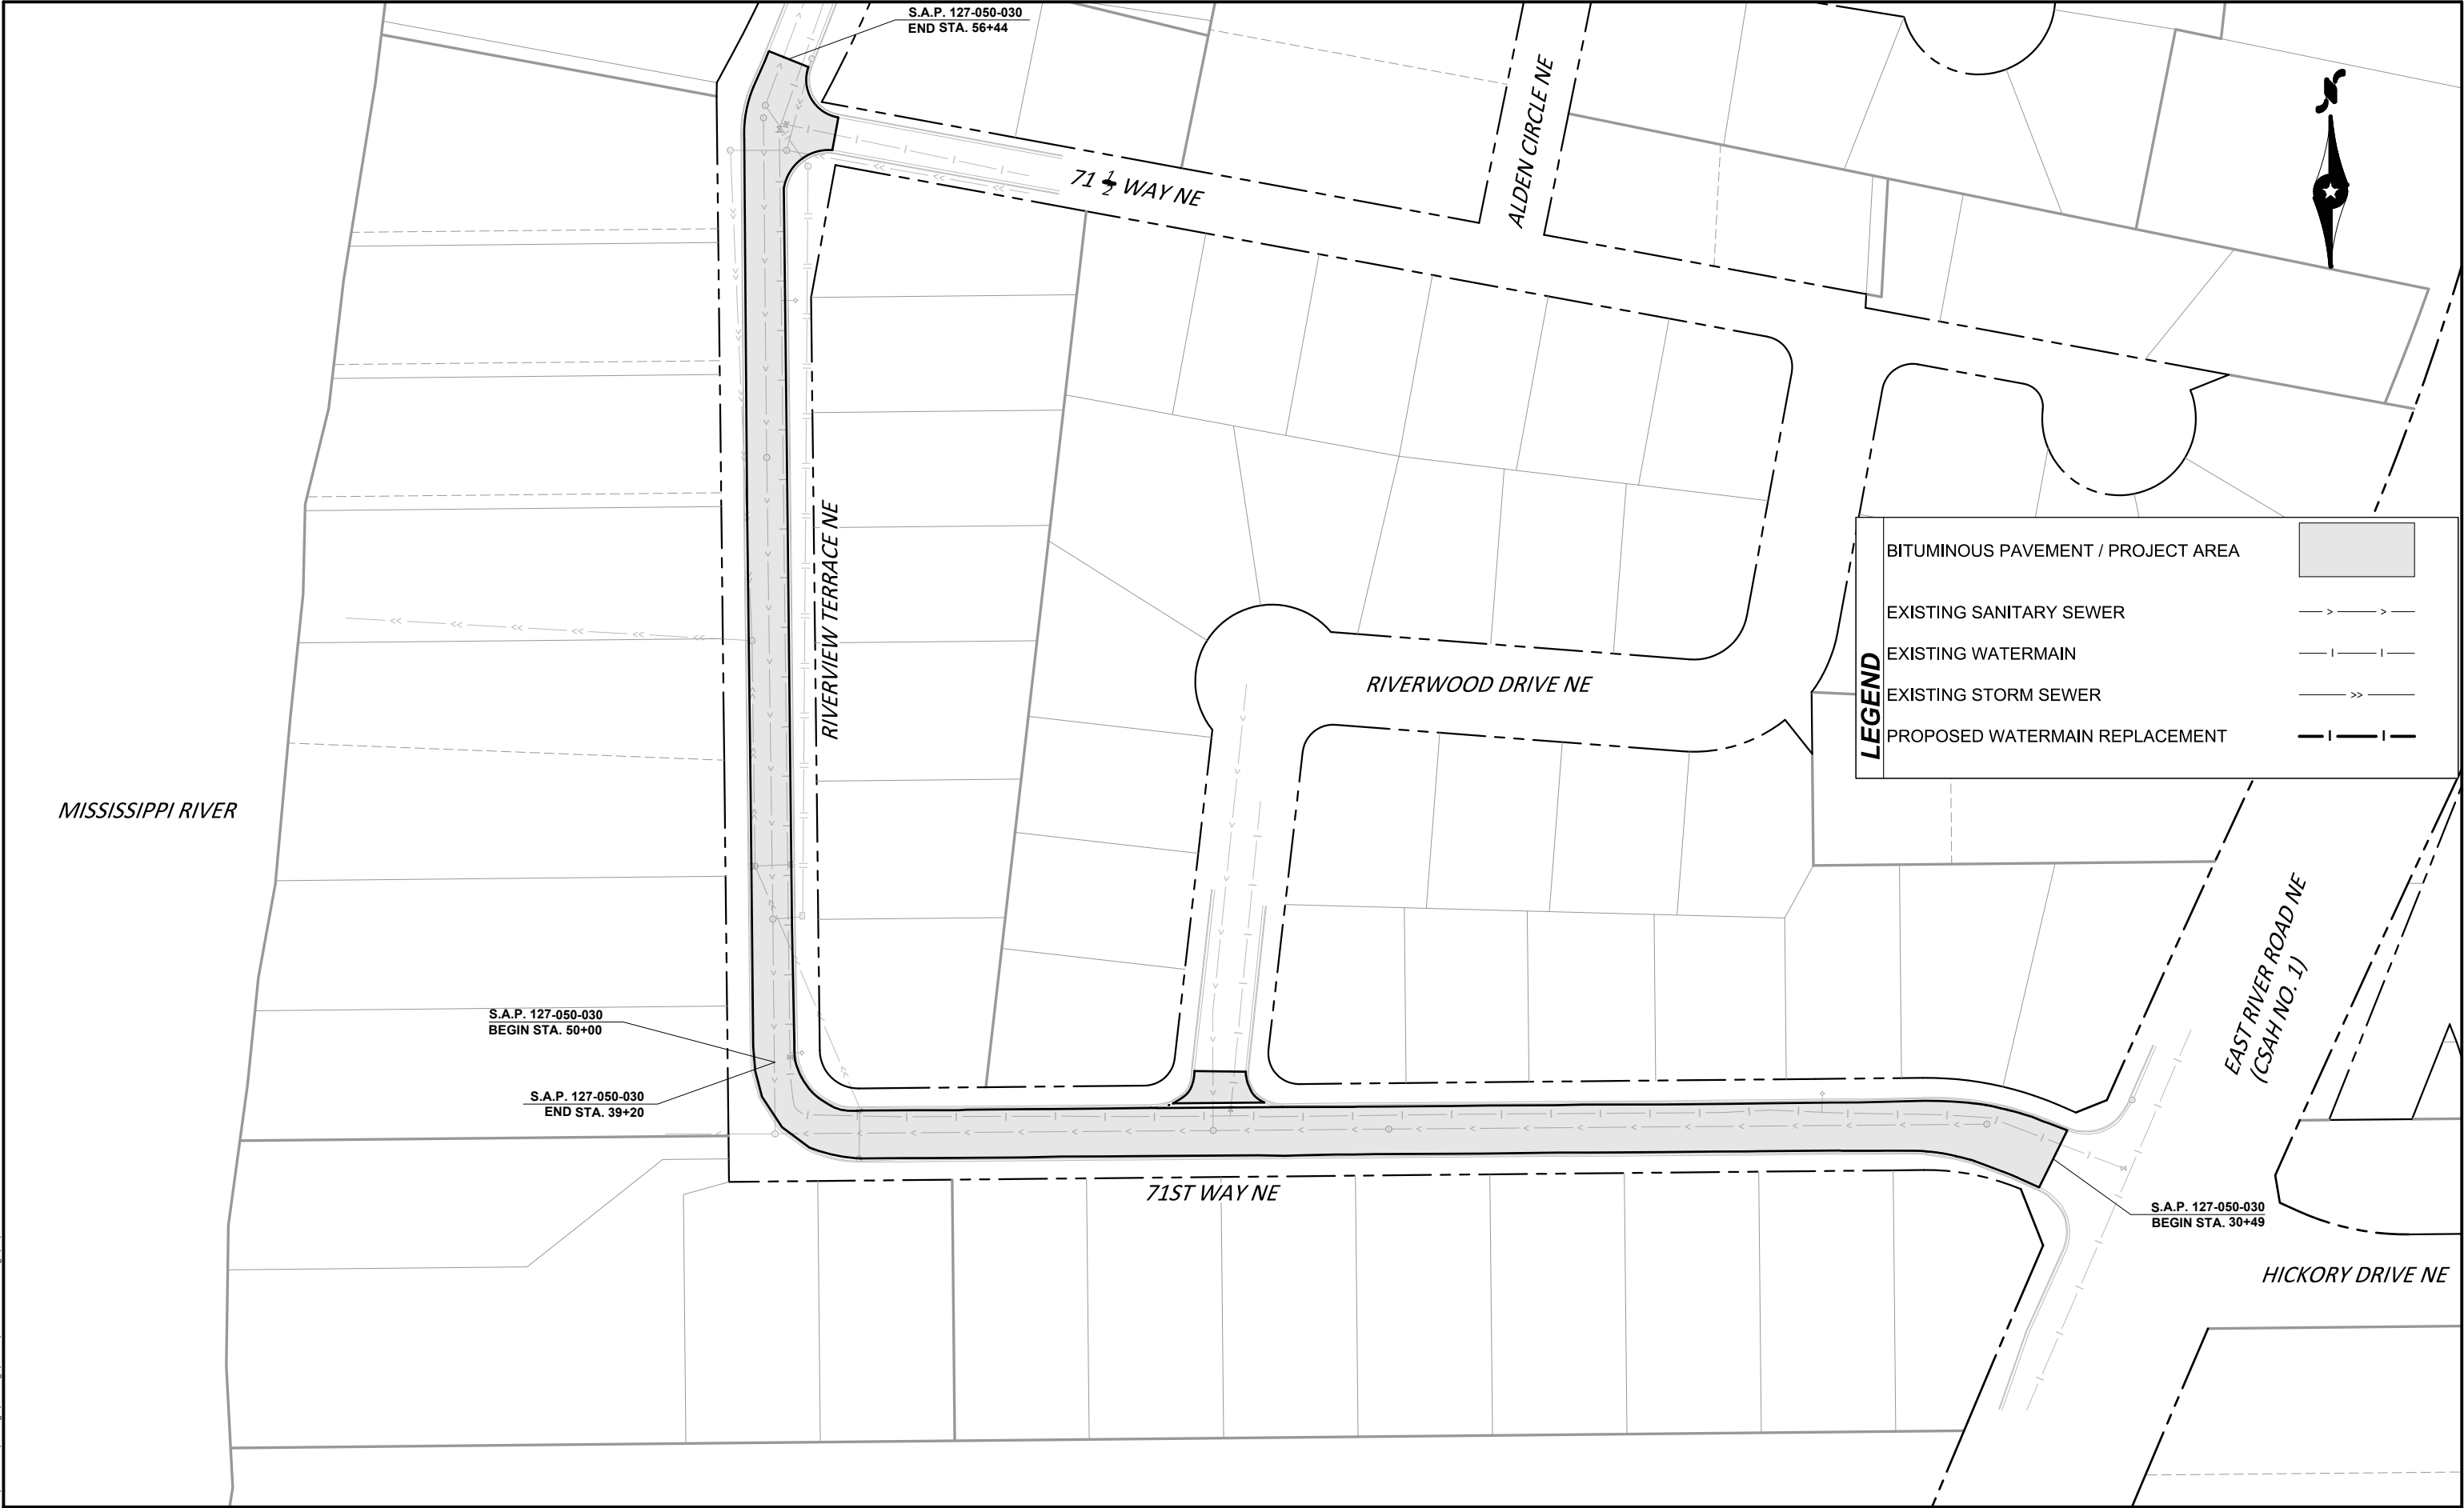 S.A.P. 127-050-030
END STA. 56+44
71 1/2 WAY NE
ALDEN CIRCLE NE
RIVERVIEW TERRACE NE
LEGEND
BITUMINOUS PAVEMENT / PROJECT AREA
EXISTING SANITARY SEWER
EXISTING WATERMAIN
EXISTING STORM SEWER
PROPOSED WATERMAIN REPLACEMENT
RIVERWOOD DRIVE NE
MISSISSIPPI RIVER
EAST RIVER ROAD NE
(CSAH NO. 1)
S.A.P. 127-050-030
BEGIN STA. 50+00
S.A.P. 127-050-030
END STA. 39+20
71ST WAY NE
S.A.P. 127-050-030
BEGIN STA. 30+49
HICKORY DRIVE NE